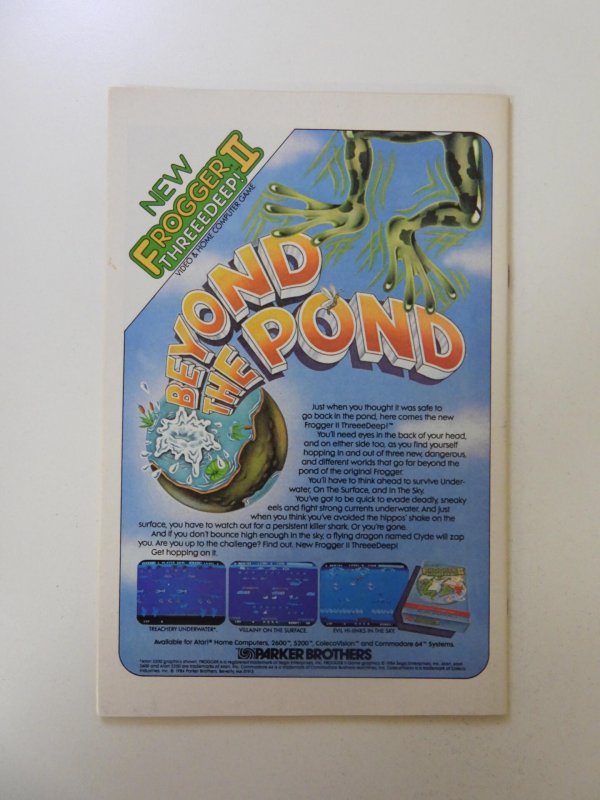 NEW
FROGGER II
THREEEDEEP!™
VIDEO & HOME COMPUTER GAME
BEYOND
THE POND
Just when you thought it was safe to
go back in the pond, here comes the new
Frogger II ThreeeDeep!™
You'll need eyes in the back of your head,
and on either side too, as you find yourself
hopping in and out of three new, dangerous,
and different worlds that go far beyond the
pond of the original Frogger.
You'll have to think ahead to survive Under-
water, On The Surface, and In The Sky.
You've got to be quick to evade deadly, sneaky
eels and fight strong currents underwater. And just
when you think you've avoided the hippos' shake on the
surface, you have to watch out for a persistent killer shark. Or you're gone.
And if you don't bounce high enough in the sky, a flying dragon named Clyde will zap
you. Are you up to the challenge? Find out. New Frogger II ThreeeDeep!
Get hopping on it.
TREACHERY UNDERWATER*.
VILLAINY ON THE SURFACE.
EVIL HI-JINKS IN THE SKY.
Available for Atari® Home Computers, 2600™, 5200™, ColecoVision™ and Commodore 64™ Systems.
PARKER BROTHERS